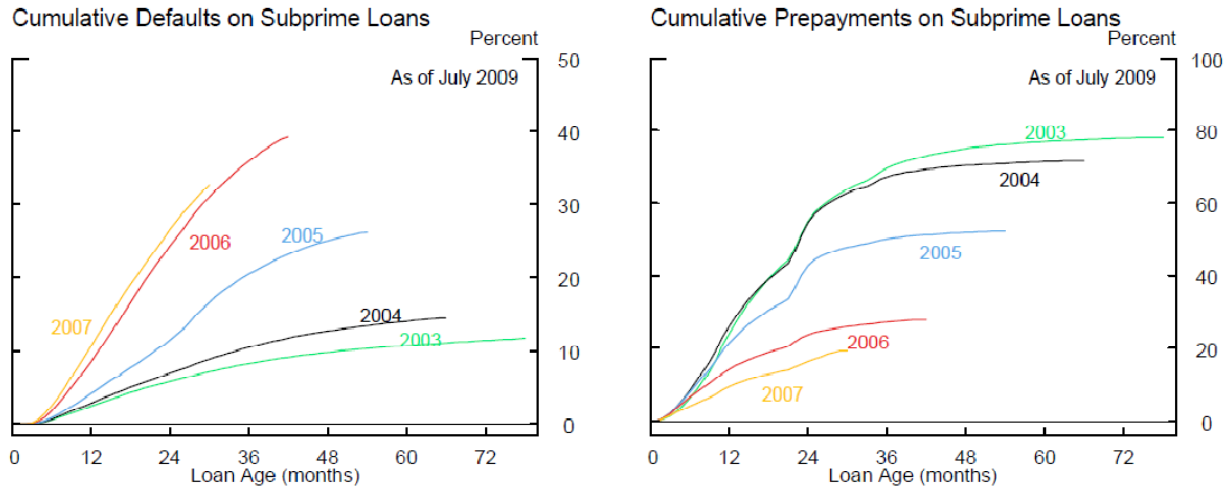 Cumulative Defaults on Subprime Loans
Percent
As of July 2009
50
40
30
20
10
0
2007
2006
2005
2004
2003
0 12 24 36 48 60 72
Loan Age (months)
Cumulative Prepayments on Subprime Loans
Percent
As of July 2009
100
80
60
40
20
0
2003
2004
2005
2006
2007
0 12 24 36 48 60 72
Loan Age (months)